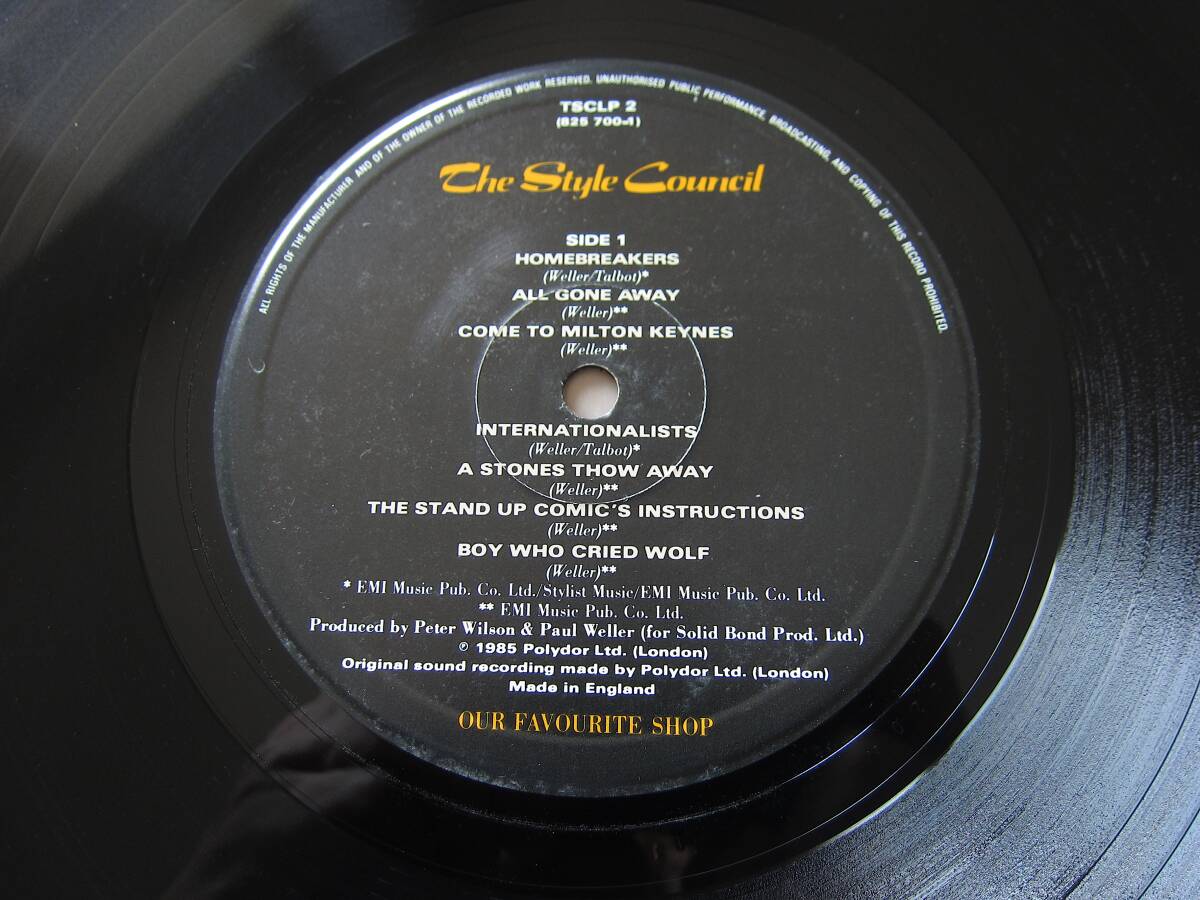 ALL RIGHTS OF THE MANUFACTURER AND OF THE OWNER OF THE RECORDED WORK RESERVED. UNAUTHORISED PUBLIC PERFORMANCE, BROADCASTING, AND COPYING OF THIS RECORD PROHIBITED.
TSCLP 2
(825 700-1)
The Style Council
SIDE 1
HOMEBREAKERS
(Weller/Talbot)*
ALL GONE AWAY
(Weller)**
COME TO MILTON KEYNES
(Weller)**
INTERNATIONALISTS
(Weller/Talbot)*
A STONES THOW AWAY
(Weller)**
THE STAND UP COMIC'S INSTRUCTIONS
(Weller)**
BOY WHO CRIED WOLF
(Weller)**
* EMI Music Pub. Co. Ltd./Stylist Music/EMI Music Pub. Co. Ltd.
** EMI Music Pub. Co. Ltd.
Produced by Peter Wilson & Paul Weller (for Solid Bond Prod. Ltd.)
℗ 1985 Polydor Ltd. (London)
Original sound recording made by Polydor Ltd. (London)
Made in England
OUR FAVOURITE SHOP